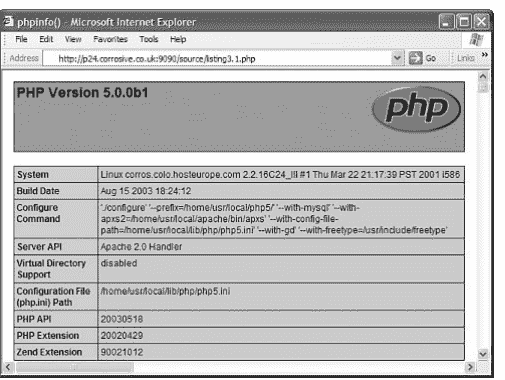 phpinfo() - Microsoft Internet Explorer
File Edit View Favorites Tools Help
Address http://p24.corrosive.co.uk:9090/source/listing3.1.php Go Links »
PHP Version 5.0.0b1
php
System Linux corros.colo.hosteurope.com 2.2.16C24_III #1 Thu Mar 22 21:17:39 PST 2001 i586
Build Date Aug 15 2003 18:24:12
Configure './configure' '--prefix=/home/usr/local/php5/' '--with-mysql' '--with-
Command apxs2=/home/usr/local/apache/bin/apxs' '--with-config-file-
path=/home/usr/local/lib/php/php5.ini' '--with-gd' '--with-freetype=/usr/include/freetype'
Server API Apache 2.0 Handler
Virtual Directory disabled
Support
Configuration File /home/usr/local/lib/php/php5.ini
(php.ini) Path
PHP API 20030518
PHP Extension 20020429
Zend Extension 90021012